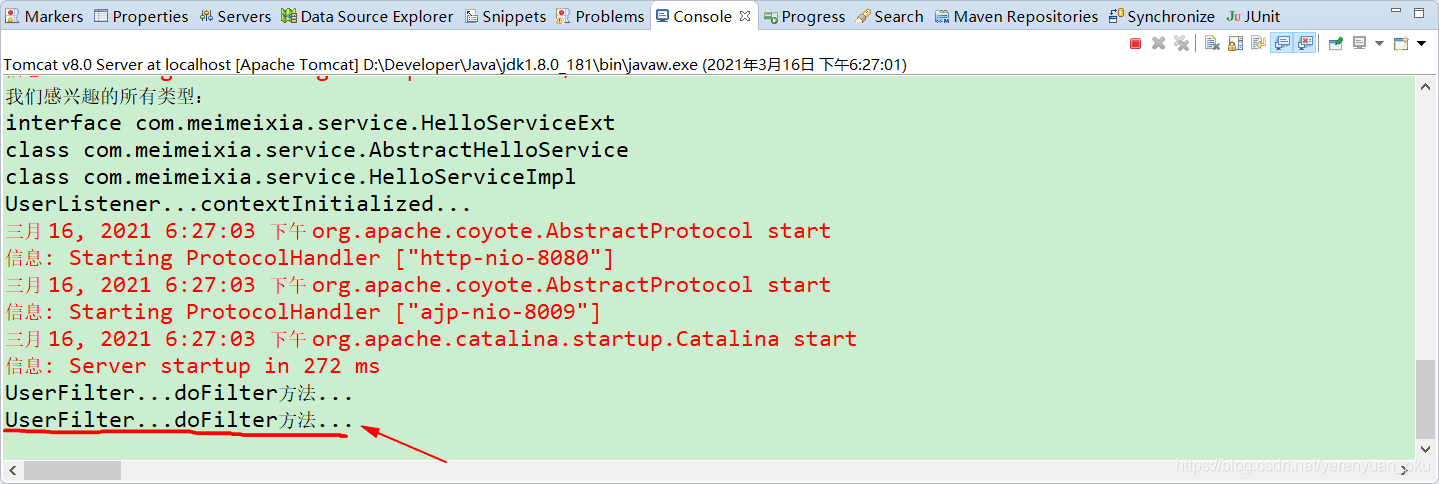 Markers Properties Servers Data Source Explorer Snippets Problems Console Progress Search Maven Repositories Synchronize JUnit
Tomcat v8.0 Server at localhost [Apache Tomcat] D:\Developer\Java\jdk1.8.0_181\bin\javaw.exe (2021年3月16日 下午6:27:01)
我们感兴趣的所有类型：
interface com.meimeixia.service.HelloServiceExt
class com.meimeixia.service.AbstractHelloService
class com.meimeixia.service.HelloServiceImpl
UserListener...contextInitialized...
三月 16, 2021 6:27:03 下午 org.apache.coyote.AbstractProtocol start
信息: Starting ProtocolHandler ["http-nio-8080"]
三月 16, 2021 6:27:03 下午 org.apache.coyote.AbstractProtocol start
信息: Starting ProtocolHandler ["ajp-nio-8009"]
三月 16, 2021 6:27:03 下午 org.apache.catalina.startup.Catalina start
信息: Server startup in 272 ms
UserFilter...doFilter方法...
UserFilter...doFilter方法...
https://blog.csdn.net/yerenyuan_pku